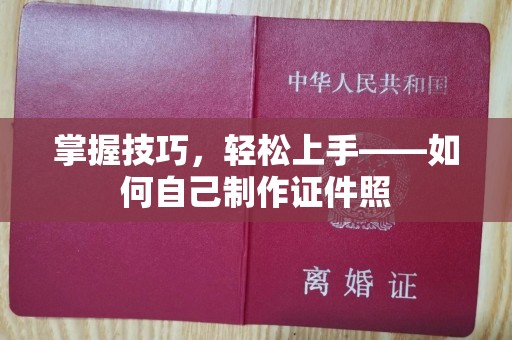 中华人民共和国
掌握技巧，轻松上手——如
何自己制作证件照
离婚证